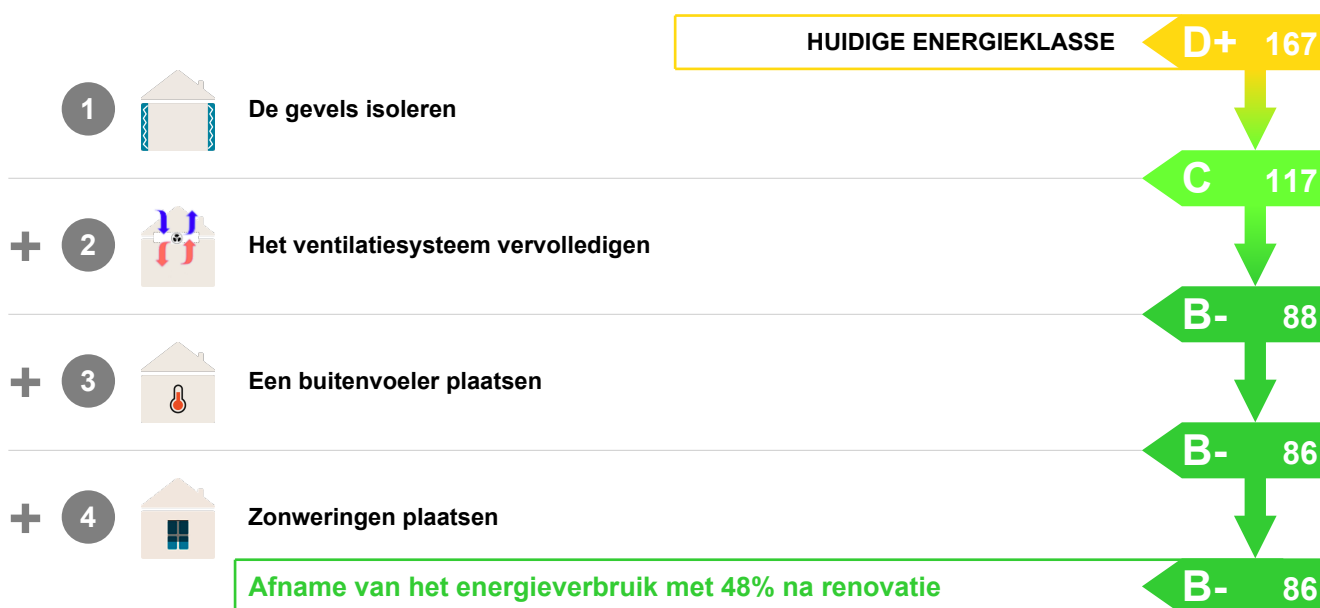 HUIDIGE ENERGIEKLASSE D+ 167
1 De gevels isoleren
C 117
+ 2 Het ventilatiesysteem vervolledigen
B- 88
+ 3 Een buitenvoeler plaatsen
B- 86
+ 4 Zonweringen plaatsen
Afname van het energieverbruik met 48% na renovatie B- 86